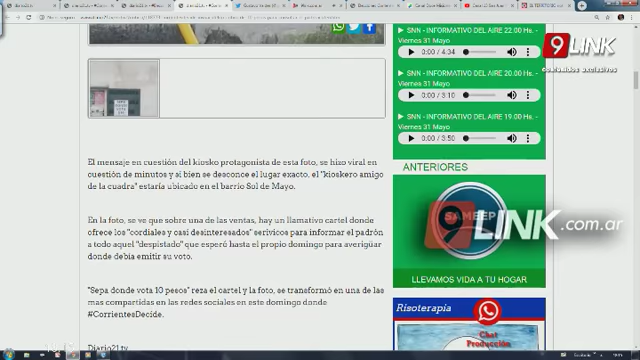 SNN - INFORMATIVO DEL AIRE 22.00 Hs. -
Viernes 31 Mayo
0:00 / 4:34
SNN - INFORMATIVO DEL AIRE 20.00 Hs. -
Viernes 31 Mayo
0:00 / 3:10
SNN - INFORMATIVO DEL AIRE 19.00 Hs. -
Viernes 31 Mayo
0:00 / 3:50
9 LINK
contenidos exclusivos
El mensaje en cuestión del kiosko protagonista de esta foto, se hizo viral en
cuestión de minutos y si bien se desconce el lugar exacto, el "kioskero amigo
de la cuadra" estaría ubicado en el barrio Sol de Mayo.
En la foto, se ve que sobre una de las ventas, hay un llamativo cartel donde
ofrece los "cordiales y casi desinteresados" serivicos para informar el padrón
a todo aquel "despistado" que esperó hasta el propio domingo para averigüar
donde debía emitir su voto.
"Sepa donde vota 10 pesos" reza el cartel y la foto, se transformó en una de las
mas compartidas en las redes sociales en este domingo donde
#CorrientesDecide.
Diario21.tv
ANTERIORES
SAMEEP
9LINK.com.ar
LLEVAMOS VIDA A TU HOGAR
Risoterapia
Chat
Producción